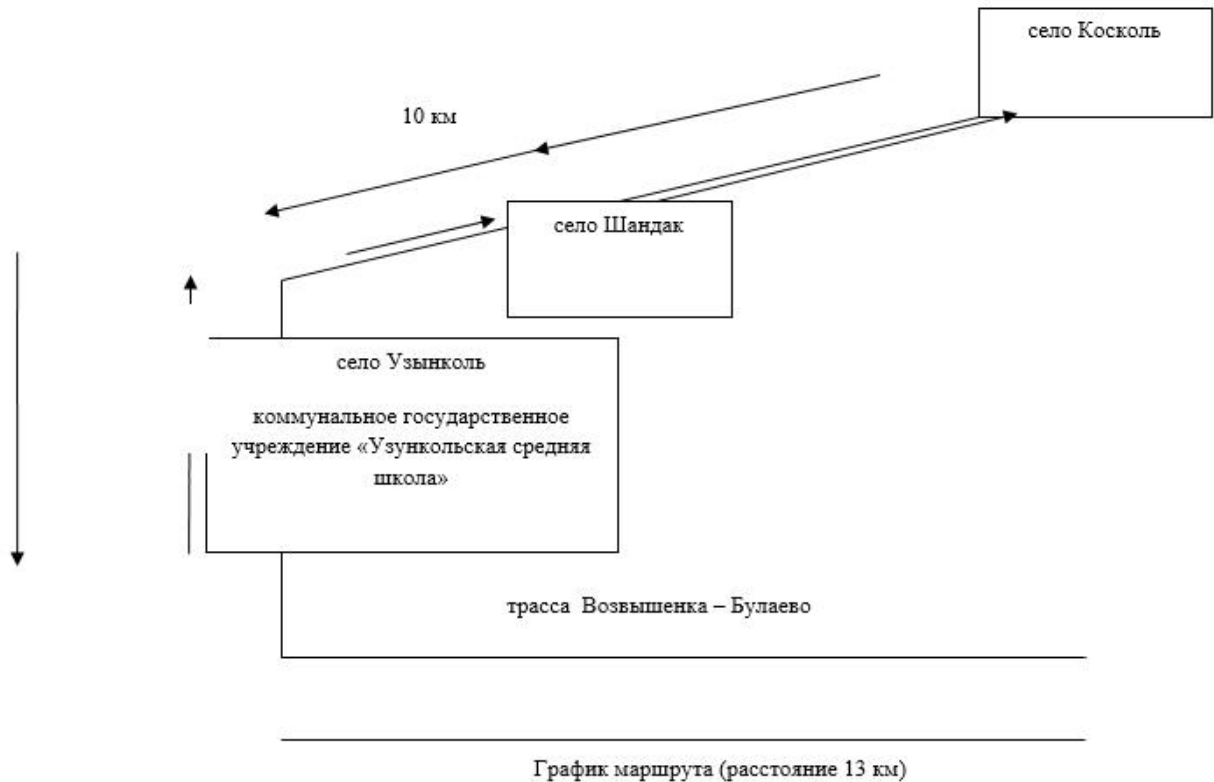 село Косколь
10 км
село Шандак
село Узынколь
коммунальное государственное
учреждение «Узункольская средняя
школа»
трасса Возвышенка – Булаево
График маршрута (расстояние 13 км)